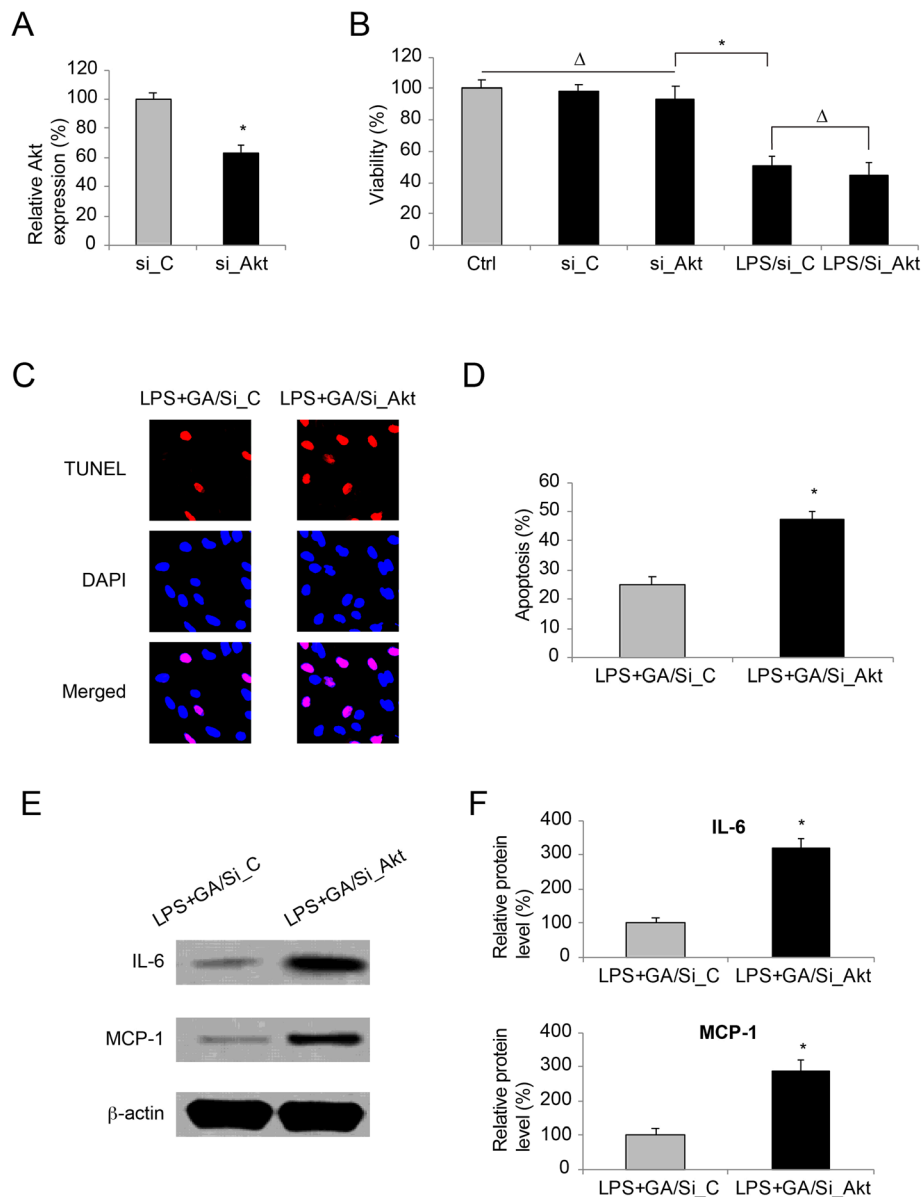 A
Relative Akt
expression (%)
120
100
80
60
40
20
0
*
si_C
si_Akt
B
Viability (%)
120
100
80
60
40
20
0
Δ
*
Δ
Ctrl
si_C
si_Akt
LPS/si_C
LPS/Si_Akt
C
LPS+GA/Si_C
LPS+GA/Si_Akt
TUNEL
DAPI
Merged
D
Apoptosis (%)
60
50
40
30
20
10
0
*
LPS+GA/Si_C
LPS+GA/Si_Akt
E
LPS+GA/Si_C
LPS+GA/Si_Akt
IL-6
MCP-1
β-actin
F
IL-6
Relative protein
level (%)
400
300
200
100
0
*
LPS+GA/Si_C
LPS+GA/Si_Akt
MCP-1
Relative protein
level (%)
400
300
200
100
0
*
LPS+GA/Si_C
LPS+GA/Si_Akt